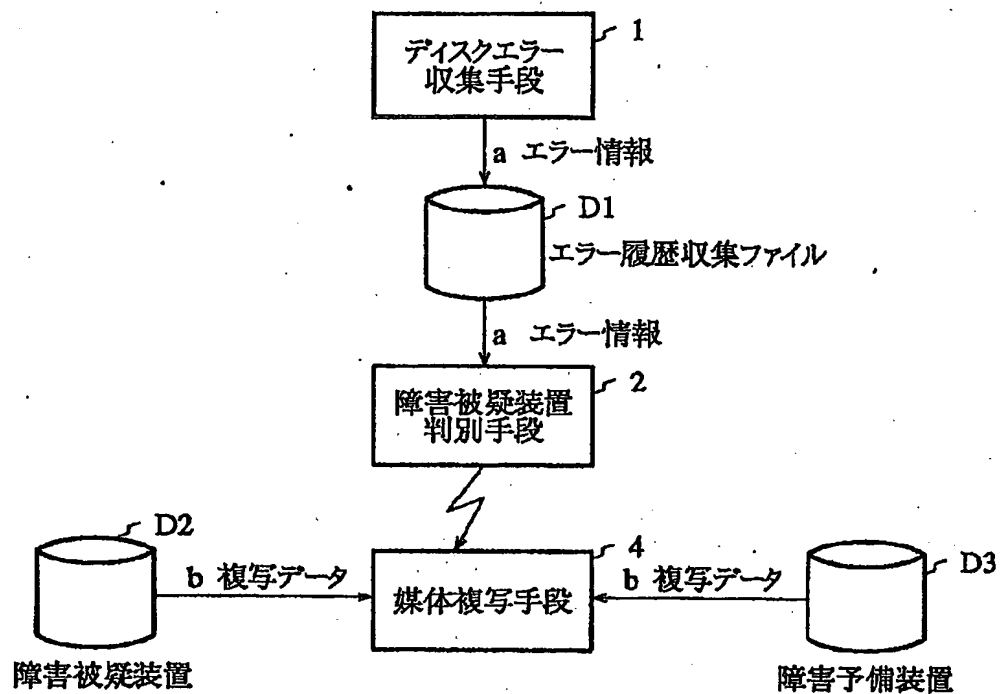 1
ディスクエラー
収集手段
a エラー情報
D1
エラー履歴収集ファイル
a エラー情報
2
障害被疑装置
判別手段
D2
4
D3
b 複写データ
媒体複写手段
b 複写データ
障害被疑装置
障害予備装置